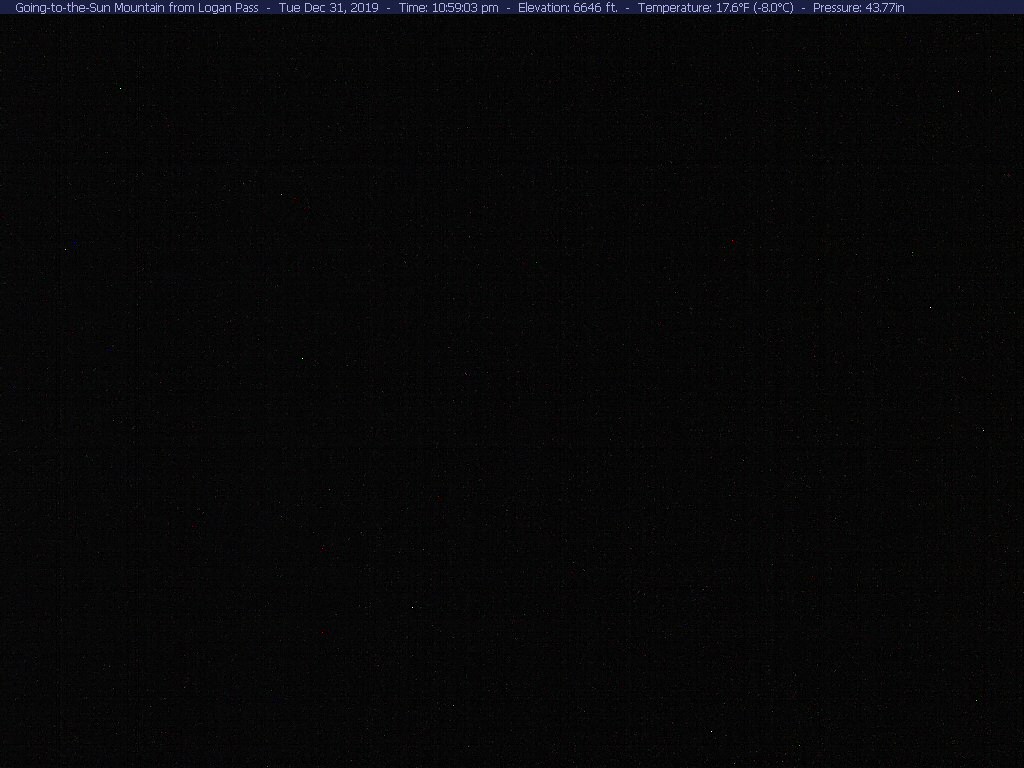 Going-to-the-Sun Mountain from Logan Pass - Tue Dec 31, 2019 - Time: 10:59:03 pm - Elevation: 6646 ft. - Temperature: 17.6°F (-8.0°C) - Pressure: 43.77in